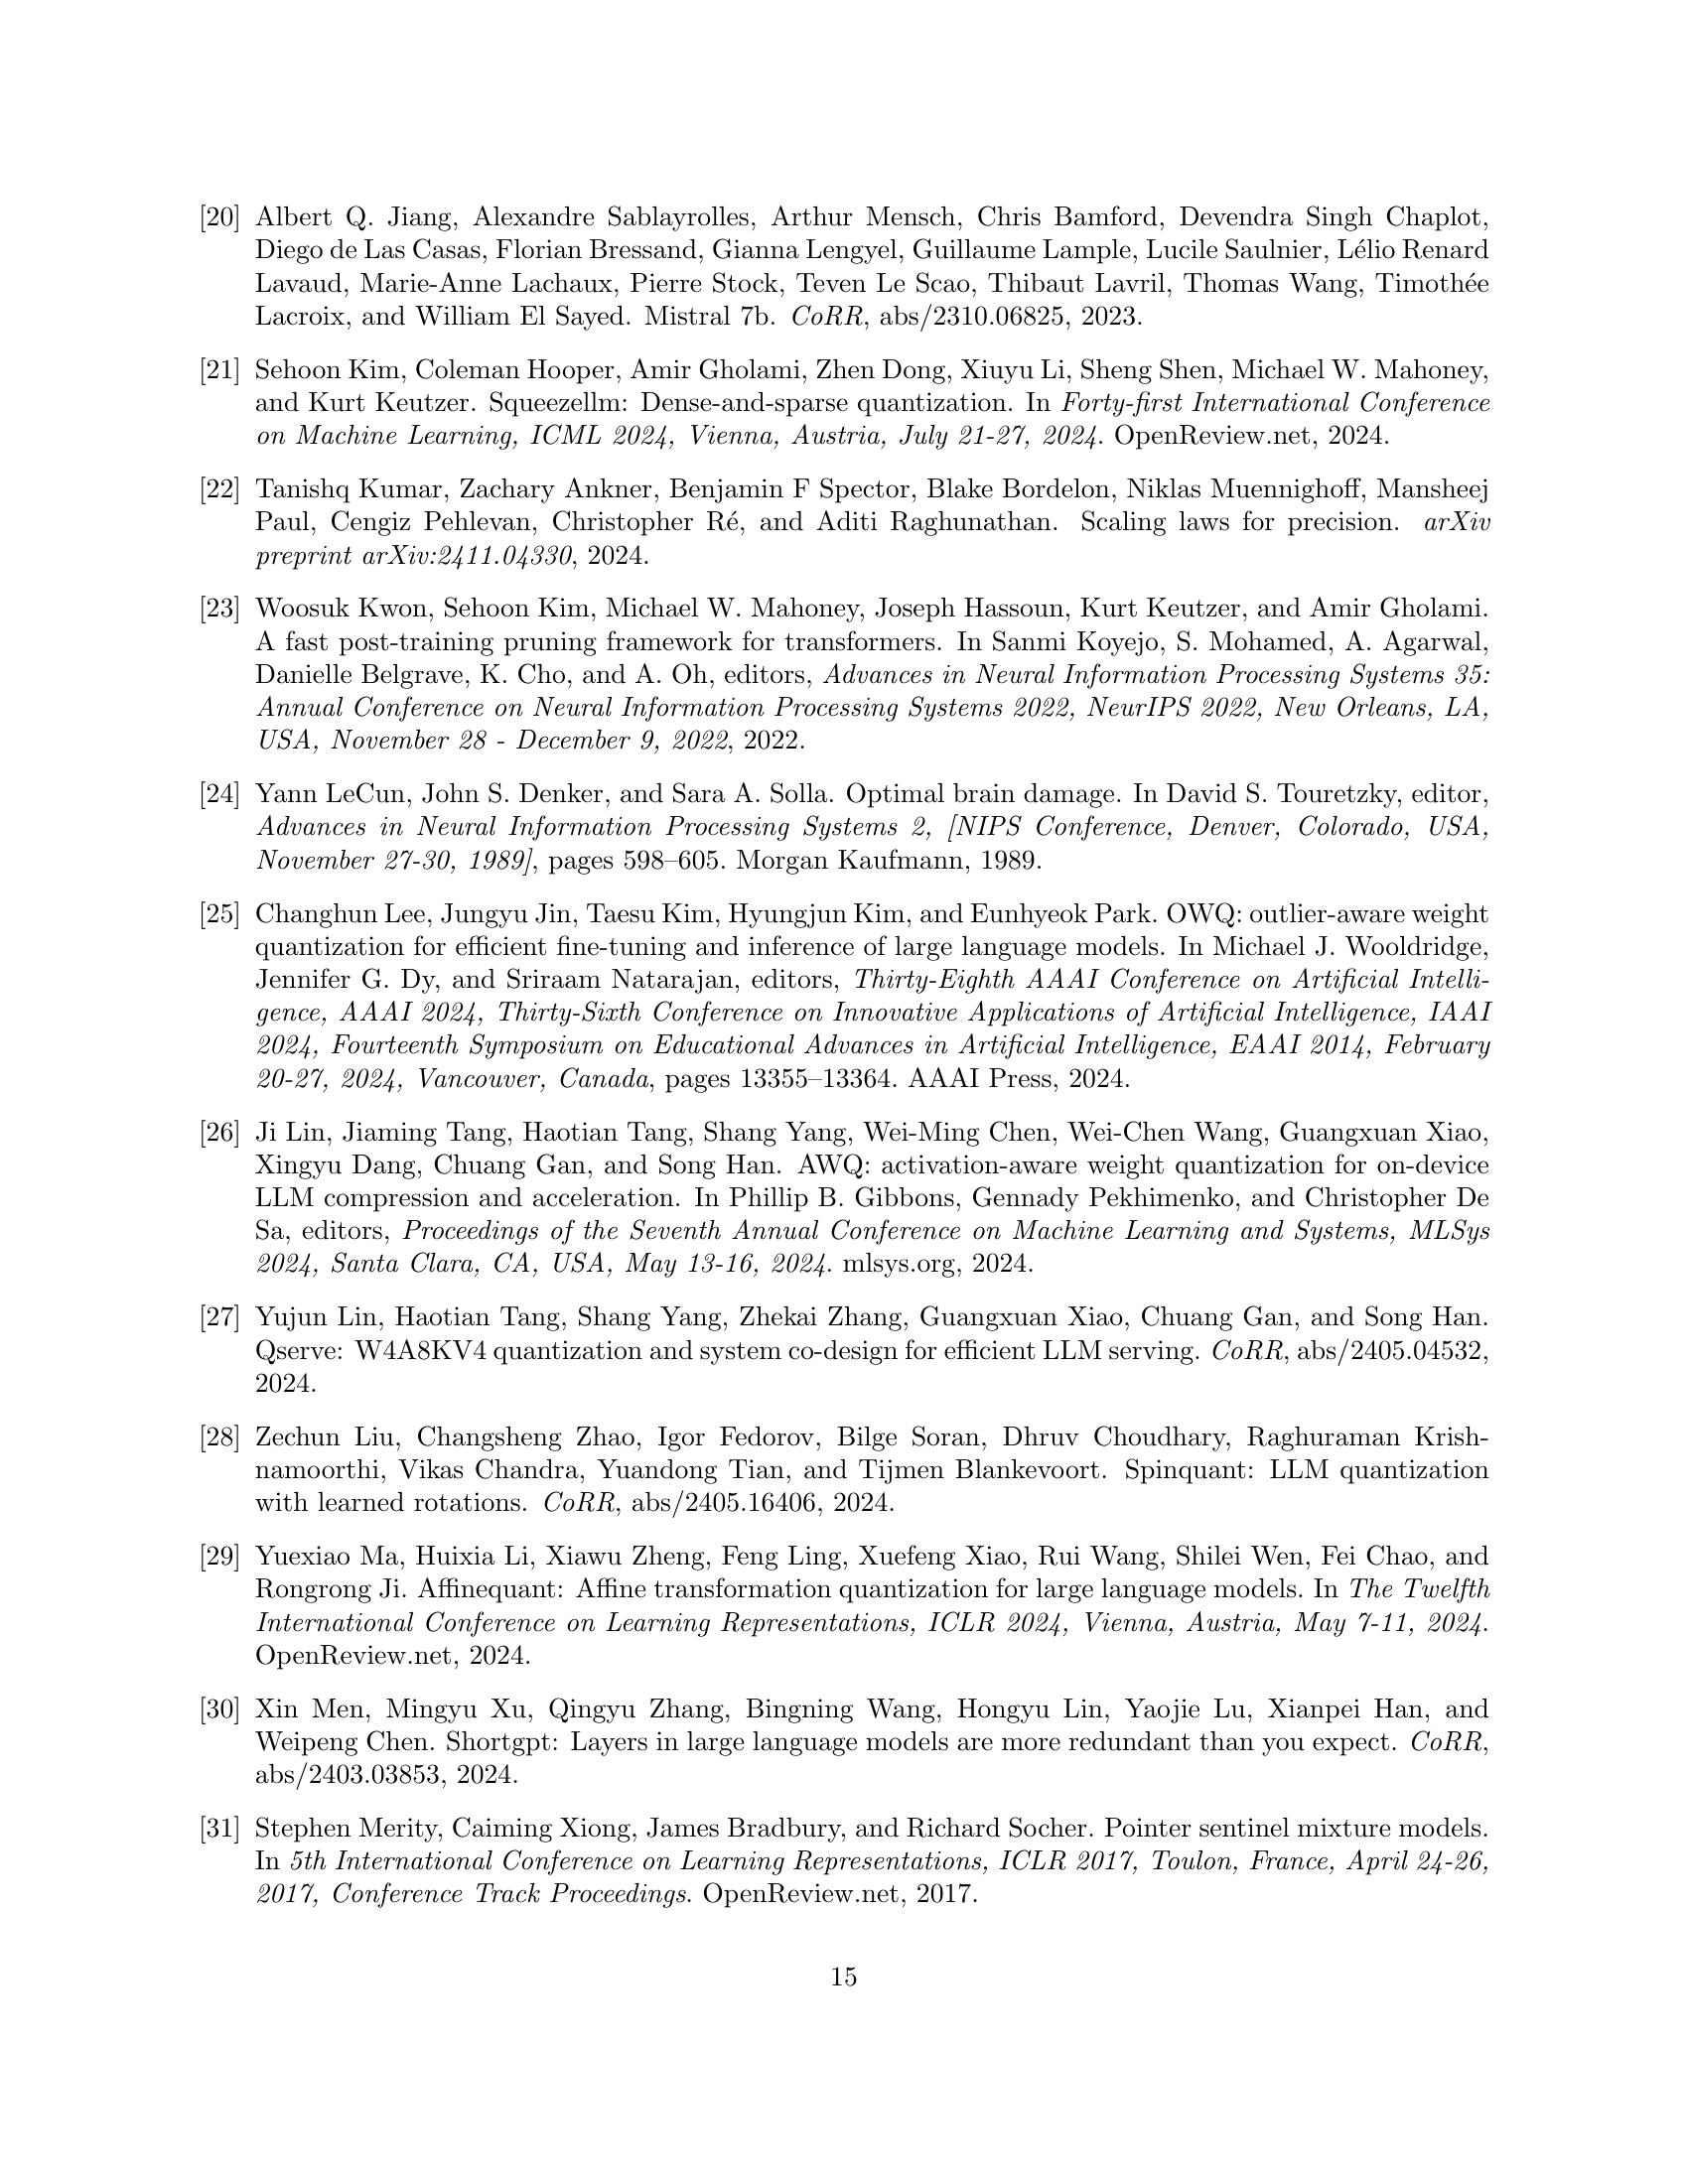 [20] Albert Q. Jiang, Alexandre Sablayrolles, Arthur Mensch, Chris Bamford, Devendra Singh Chaplot,
Diego de Las Casas, Florian Bressand, Gianna Lengyel, Guillaume Lample, Lucile Saulnier, Lélio Renard
Lavaud, Marie-Anne Lachaux, Pierre Stock, Teven Le Scao, Thibaut Lavril, Thomas Wang, Timothée
Lacroix, and William El Sayed. Mistral 7b. CoRR, abs/2310.06825, 2023.
[21] Sehoon Kim, Coleman Hooper, Amir Gholami, Zhen Dong, Xiuyu Li, Sheng Shen, Michael W. Mahoney,
and Kurt Keutzer. Squeezellm: Dense-and-sparse quantization. In Forty-first International Conference
on Machine Learning, ICML 2024, Vienna, Austria, July 21-27, 2024. OpenReview.net, 2024.
[22] Tanishq Kumar, Zachary Ankner, Benjamin F Spector, Blake Bordelon, Niklas Muennighoff, Mansheej
Paul, Cengiz Pehlevan, Christopher Ré, and Aditi Raghunathan. Scaling laws for precision. arXiv
preprint arXiv:2411.04330, 2024.
[23] Woosuk Kwon, Sehoon Kim, Michael W. Mahoney, Joseph Hassoun, Kurt Keutzer, and Amir Gholami.
A fast post-training pruning framework for transformers. In Sanmi Koyejo, S. Mohamed, A. Agarwal,
Danielle Belgrave, K. Cho, and A. Oh, editors, Advances in Neural Information Processing Systems 35:
Annual Conference on Neural Information Processing Systems 2022, NeurIPS 2022, New Orleans, LA,
USA, November 28 - December 9, 2022, 2022.
[24] Yann LeCun, John S. Denker, and Sara A. Solla. Optimal brain damage. In David S. Touretzky, editor,
Advances in Neural Information Processing Systems 2, [NIPS Conference, Denver, Colorado, USA,
November 27-30, 1989], pages 598–605. Morgan Kaufmann, 1989.
[25] Changhun Lee, Jungyu Jin, Taesu Kim, Hyungjun Kim, and Eunhyeok Park. OWQ: outlier-aware weight
quantization for efficient fine-tuning and inference of large language models. In Michael J. Wooldridge,
Jennifer G. Dy, and Sriraam Natarajan, editors, Thirty-Eighth AAAI Conference on Artificial Intelli-
gence, AAAI 2024, Thirty-Sixth Conference on Innovative Applications of Artificial Intelligence, IAAI
2024, Fourteenth Symposium on Educational Advances in Artificial Intelligence, EAAI 2014, February
20-27, 2024, Vancouver, Canada, pages 13355–13364. AAAI Press, 2024.
[26] Ji Lin, Jiaming Tang, Haotian Tang, Shang Yang, Wei-Ming Chen, Wei-Chen Wang, Guangxuan Xiao,
Xingyu Dang, Chuang Gan, and Song Han. AWQ: activation-aware weight quantization for on-device
LLM compression and acceleration. In Phillip B. Gibbons, Gennady Pekhimenko, and Christopher De
Sa, editors, Proceedings of the Seventh Annual Conference on Machine Learning and Systems, MLSys
2024, Santa Clara, CA, USA, May 13-16, 2024. mlsys.org, 2024.
[27] Yujun Lin, Haotian Tang, Shang Yang, Zhekai Zhang, Guangxuan Xiao, Chuang Gan, and Song Han.
Qserve: W4A8KV4 quantization and system co-design for efficient LLM serving. CoRR, abs/2405.04532,
2024.
[28] Zechun Liu, Changsheng Zhao, Igor Fedorov, Bilge Soran, Dhruv Choudhary, Raghuraman Krish-
namoorthi, Vikas Chandra, Yuandong Tian, and Tijmen Blankevoort. Spinquant: LLM quantization
with learned rotations. CoRR, abs/2405.16406, 2024.
[29] Yuexiao Ma, Huixia Li, Xiawu Zheng, Feng Ling, Xuefeng Xiao, Rui Wang, Shilei Wen, Fei Chao, and
Rongrong Ji. Affinequant: Affine transformation quantization for large language models. In The Twelfth
International Conference on Learning Representations, ICLR 2024, Vienna, Austria, May 7-11, 2024.
OpenReview.net, 2024.
[30] Xin Men, Mingyu Xu, Qingyu Zhang, Bingning Wang, Hongyu Lin, Yaojie Lu, Xianpei Han, and
Weipeng Chen. Shortgpt: Layers in large language models are more redundant than you expect. CoRR,
abs/2403.03853, 2024.
[31] Stephen Merity, Caiming Xiong, James Bradbury, and Richard Socher. Pointer sentinel mixture models.
In 5th International Conference on Learning Representations, ICLR 2017, Toulon, France, April 24-26,
2017, Conference Track Proceedings. OpenReview.net, 2017.
15